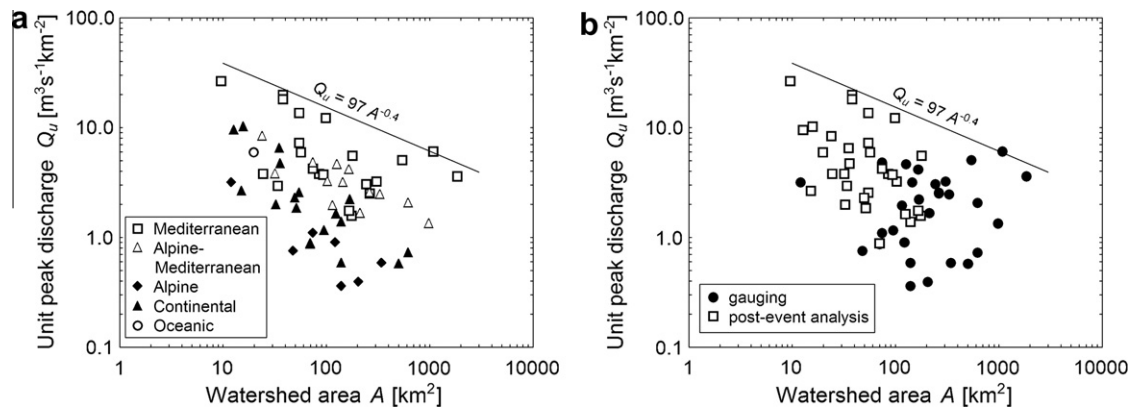 a
100.0
10.0
1.0
0.1
Unit peak discharge Qu [m³s⁻¹km⁻²]
Qu = 97 A⁻⁰·⁴
Mediterranean
Alpine-
Mediterranean
Alpine
Continental
Oceanic
1 10 100 1000 10000
Watershed area A [km²]
b
100.0
10.0
1.0
0.1
Unit peak discharge Qu [m³s⁻¹km⁻²]
Qu = 97 A⁻⁰·⁴
gauging
post-event analysis
1 10 100 1000 10000
Watershed area A [km²]